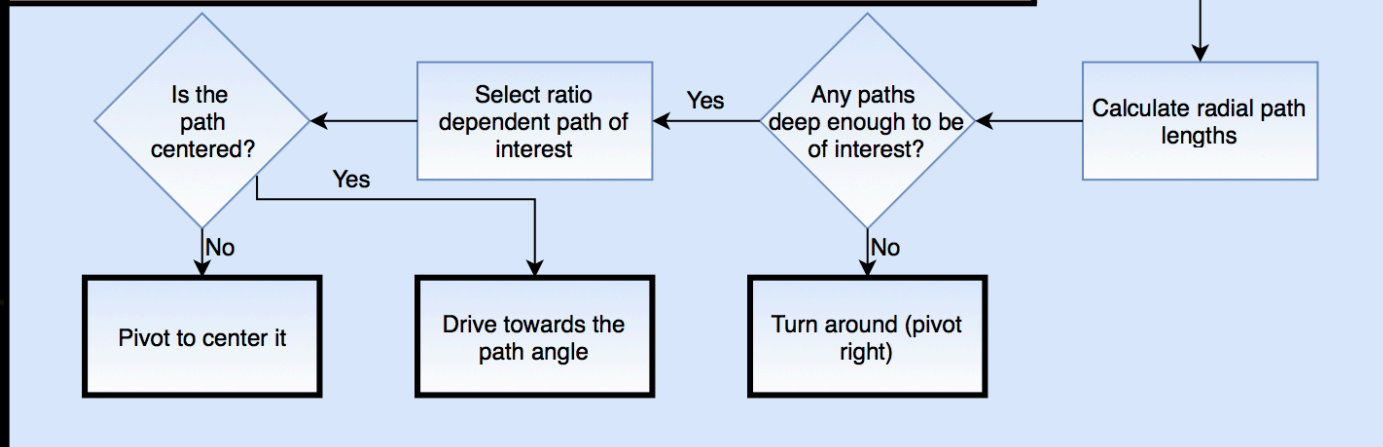 Is the
path
centered?
Select ratio
dependent path of
interest
Yes
Any paths
deep enough to be
of interest?
Calculate radial path
lengths
Yes
No
No
Pivot to center it
Drive towards the
path angle
Turn around (pivot
right)